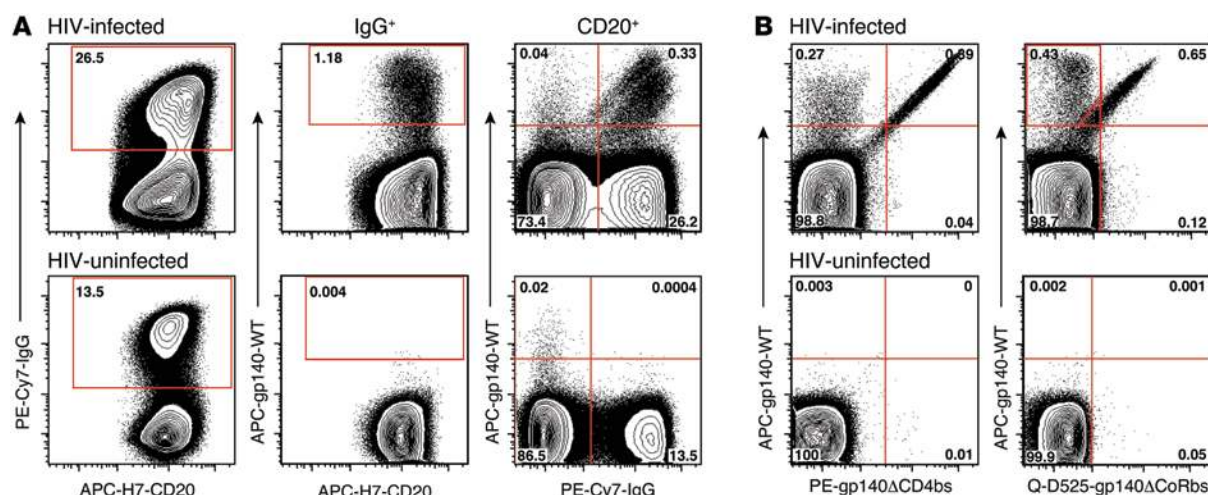 A
HIV-infected
IgG⁺
CD20⁺
B
HIV-infected
26.5
1.18
0.04
0.33
73.4
26.2
0.27
0.89
98.8
0.04
0.43
0.65
98.7
0.12
HIV-uninfected
HIV-uninfected
13.5
0.004
0.02
0.0004
86.5
13.5
0.003
0
100
0.01
0.002
0.001
99.9
0.05
PE-Cy7-IgG
APC-gp140-WT
APC-gp140-WT
APC-gp140-WT
APC-gp140-WT
APC-H7-CD20
APC-H7-CD20
PE-Cy7-IgG
PE-gp140ΔCD4bs
Q-D525-gp140ΔCoRbs